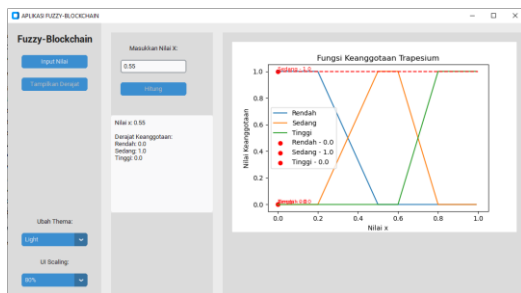 APLIKASI FUZZY-BLOCKCHAIN
Fuzzy-Blockchain
Input Nilai
Tampilkan Derajat
Ubah Thema:
Light
UI Scaling:
80%
Masukkan Nilai X:
0.55
Hitung
Nilai x: 0.55
Derajat Keanggotaan:
Rendah: 0.0
Sedang: 1.0
Tinggi: 0.0
Fungsi Keanggotaan Trapesium
Sedang - 1.0
1.0
0.8
0.6
0.4
0.2
0.0
Nilai Keanggotaan
Rendah
Sedang
Tinggi
Rendah - 0.0
Sedang - 1.0
Tinggi - 0.0
0.0
0.2
0.4
0.6
0.8
1.0
Nilai x